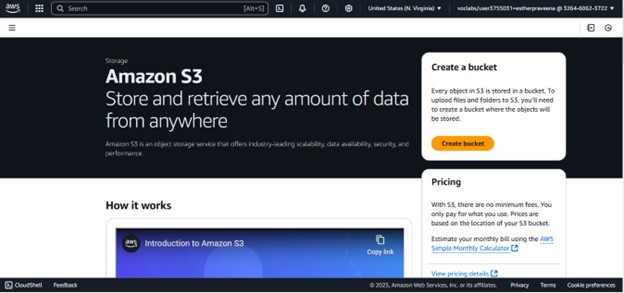 aws
Search [Alt+S]
United States (N. Virginia) voclabs/user3755031=estherpraveena @ 3264-6062-3722
Storage
Amazon S3
Store and retrieve any amount of data
from anywhere
Amazon S3 is an object storage service that offers industry-leading scalability, data availability, security, and
performance.
Create a bucket
Every object in S3 is stored in a bucket. To
upload files and folders to S3, you'll need
to create a bucket where the objects will
be stored.
Create bucket
Pricing
With S3, there are no minimum fees. You
only pay for what you use. Prices are
based on the location of your S3 bucket.
Estimate your monthly bill using the AWS
Simple Monthly Calculator
View pricing details
How it works
aws
Introduction to Amazon S3
Copy link
CloudShell Feedback
© 2025, Amazon Web Services, Inc. or its affiliates. Privacy Terms Cookie preferences